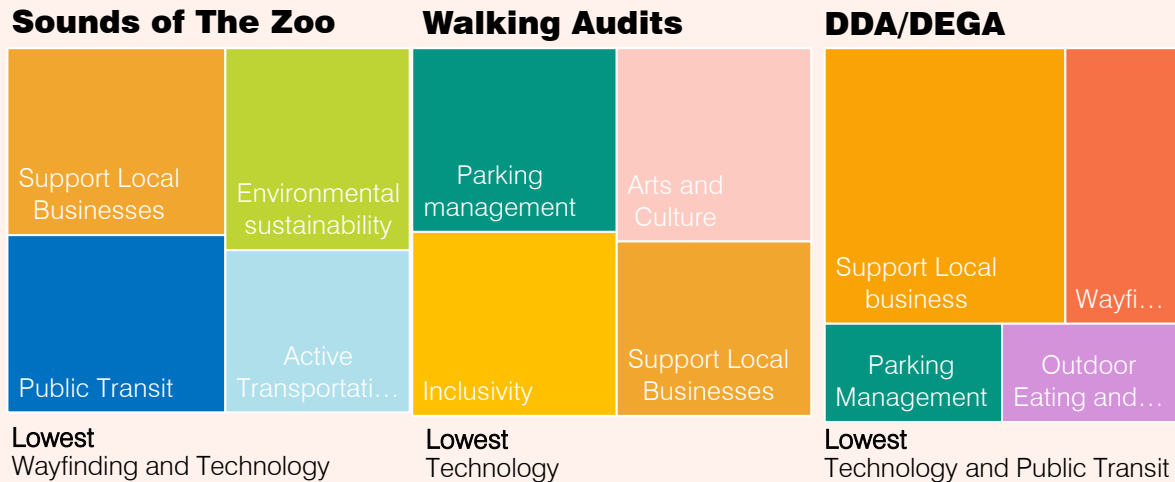 Sounds of The Zoo
Support Local
Businesses
Environmental
sustainability
Public Transit
Active
Transportati...
Lowest
Wayfinding and Technology
Walking Audits
Parking
management
Arts and
Culture
Inclusivity
Support Local
Businesses
Lowest
Technology
DDA/DEGA
Support Local
business
Wayfi...
Parking
Management
Outdoor
Eating and...
Lowest
Technology and Public Transit